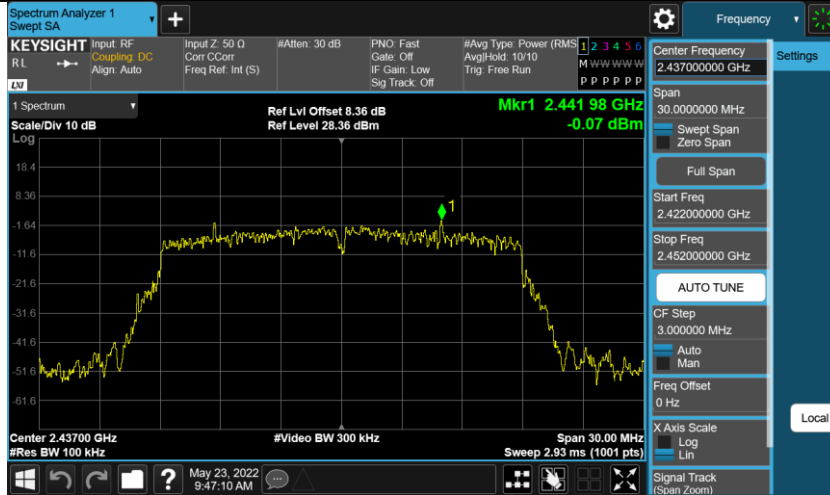 Spectrum Analyzer 1
Swept SA
+
Frequency
KEYSIGHT
RL
LXI
Input: RF
Coupling: DC
Align: Auto
Input Z: 50 Ω
Corr CCorr
Freq Ref: Int (S)
#Atten: 30 dB
PNO: Fast
Gate: Off
IF Gain: Low
Sig Track: Off
#Avg Type: Power (RMS
Avg|Hold: 10/10
Trig: Free Run
1 2 3 4 5 6
M W W W W W
P P P P P P
1 Spectrum
Scale/Div 10 dB
Log
Ref Lvl Offset 8.36 dB
Ref Level 28.36 dBm
Mkr1 2.441 98 GHz
-0.07 dBm
18.4
8.36
-1.64
-11.6
-21.6
-31.6
-41.6
-51.6
-61.6
1
Center 2.43700 GHz
#Res BW 100 kHz
#Video BW 300 kHz
Span 30.00 MHz
Sweep 2.93 ms (1001 pts)
?
May 23, 2022
9:47:10 AM
Center Frequency
2.437000000 GHz
Settings
Span
30.0000000 MHz
Swept Span
Zero Span
Full Span
Start Freq
2.422000000 GHz
Stop Freq
2.452000000 GHz
AUTO TUNE
CF Step
3.000000 MHz
Auto
Man
Freq Offset
0 Hz
X Axis Scale
Log
Lin
Local
Signal Track
(Span Zoom)